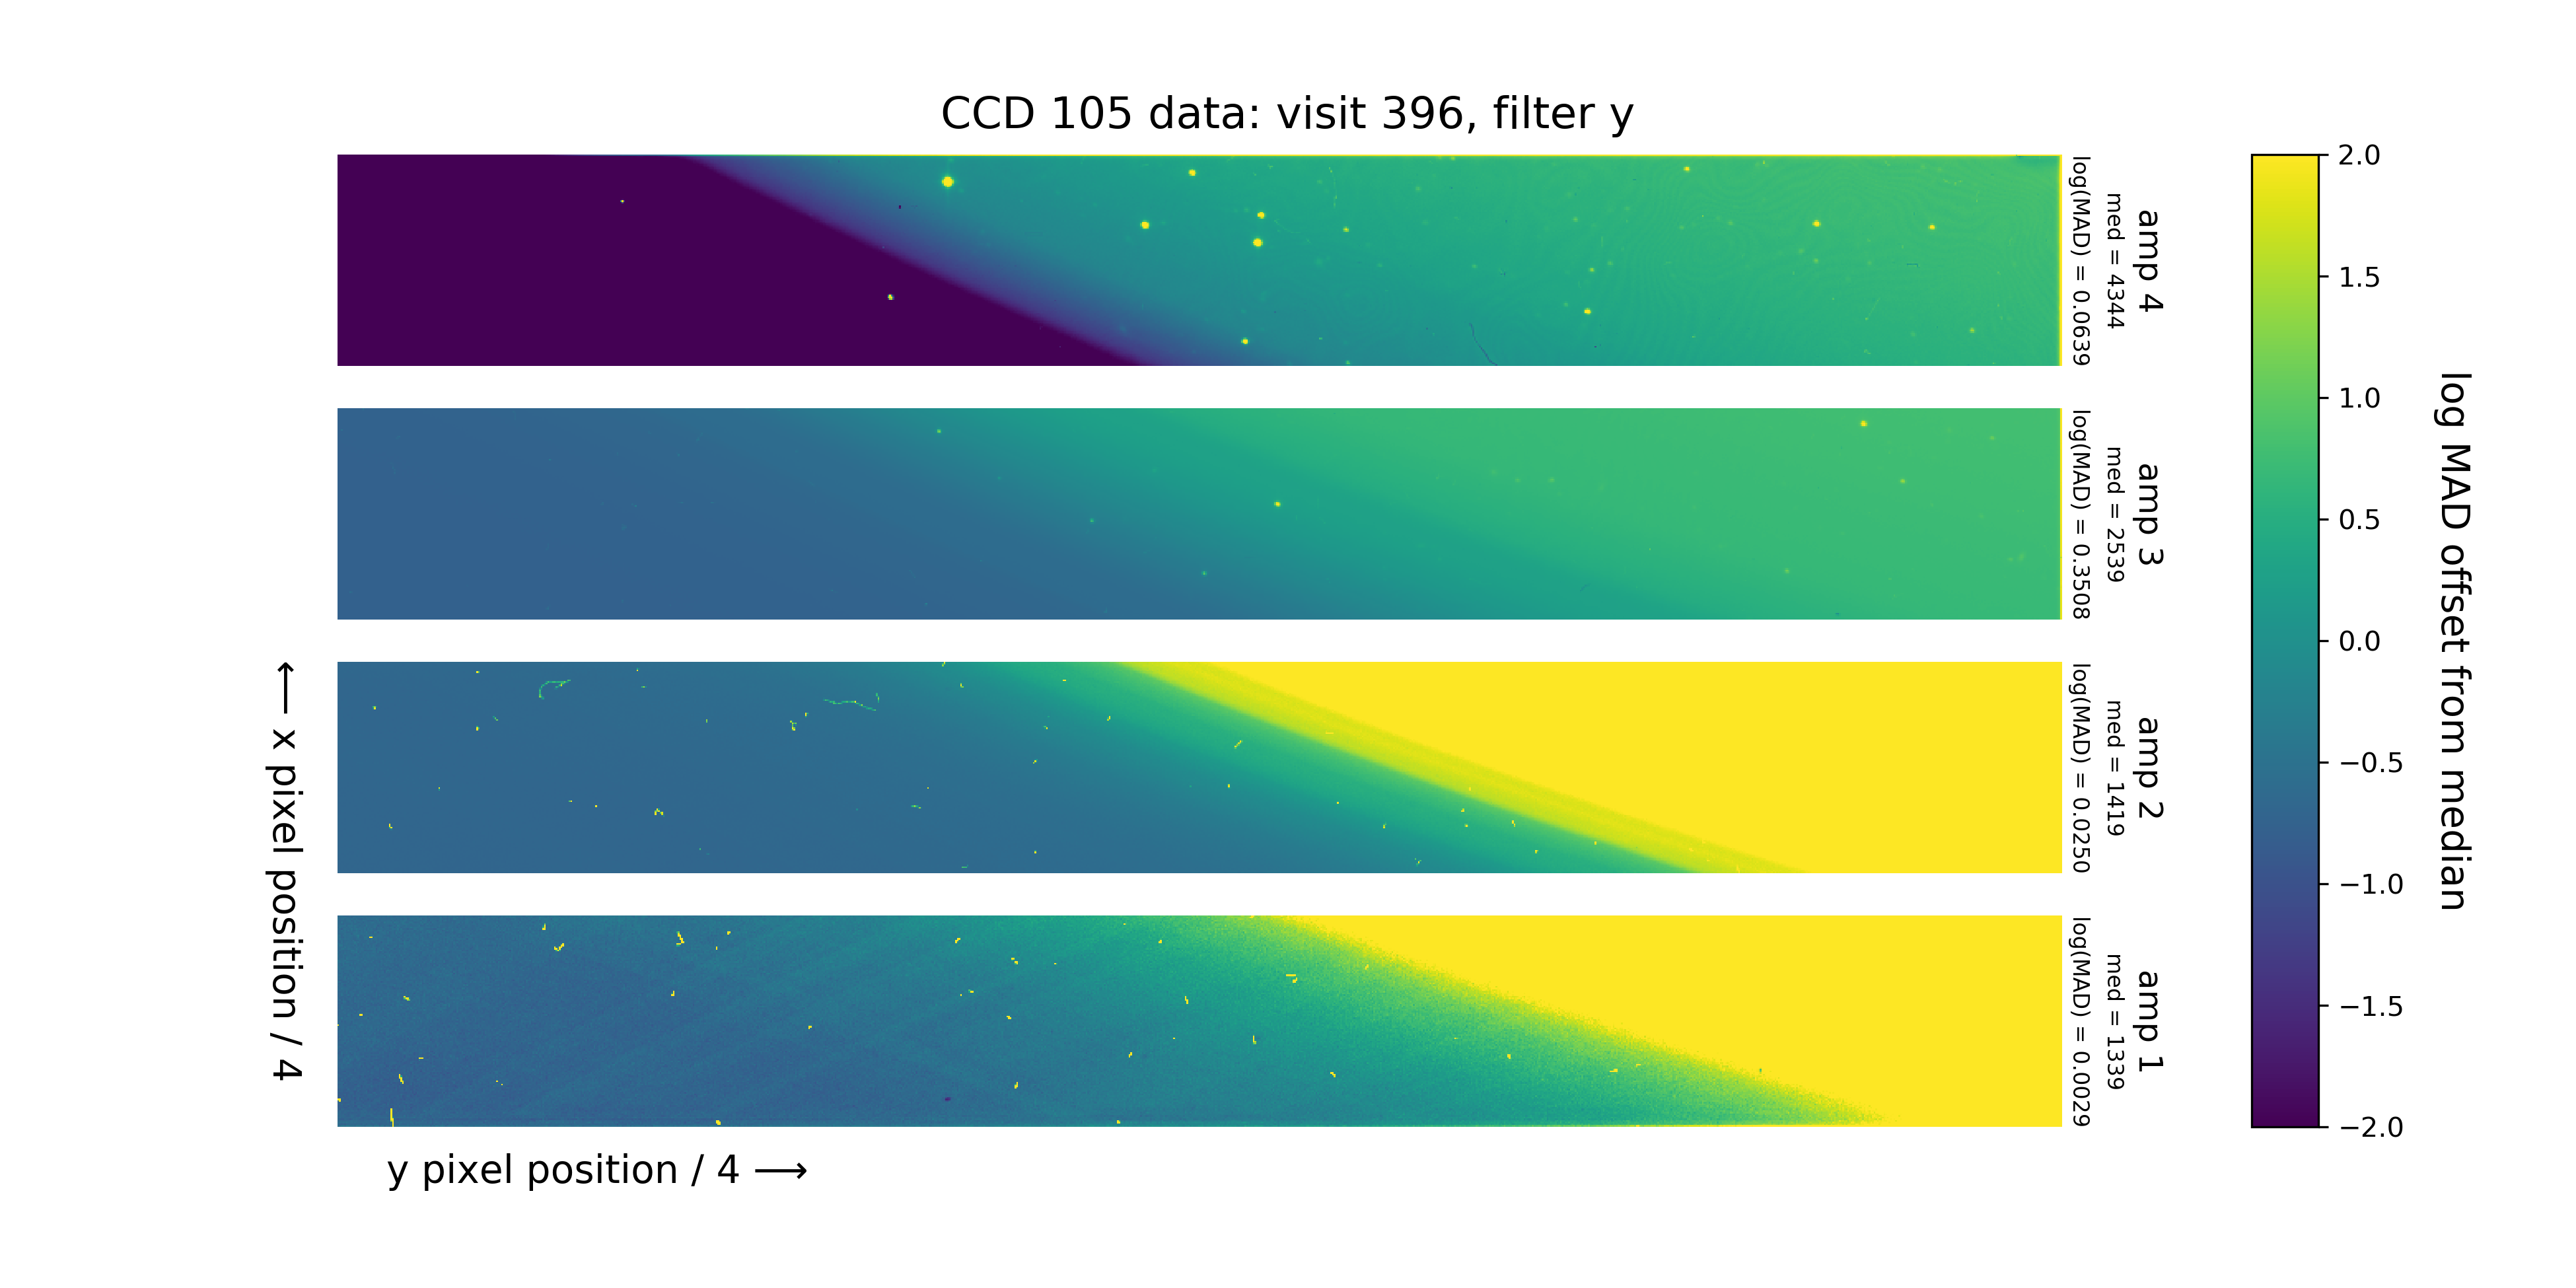 CCD 105 data: visit 396, filter y
amp 4
med = 4344
log(MAD) = 0.0639
amp 3
med = 2539
log(MAD) = 0.3508
amp 2
med = 1419
log(MAD) = 0.0250
amp 1
med = 1339
log(MAD) = 0.0029
⟵ x pixel position / 4
y pixel position / 4 ⟶
2.0
1.5
1.0
0.5
0.0
−0.5
−1.0
−1.5
−2.0
log MAD offset from median